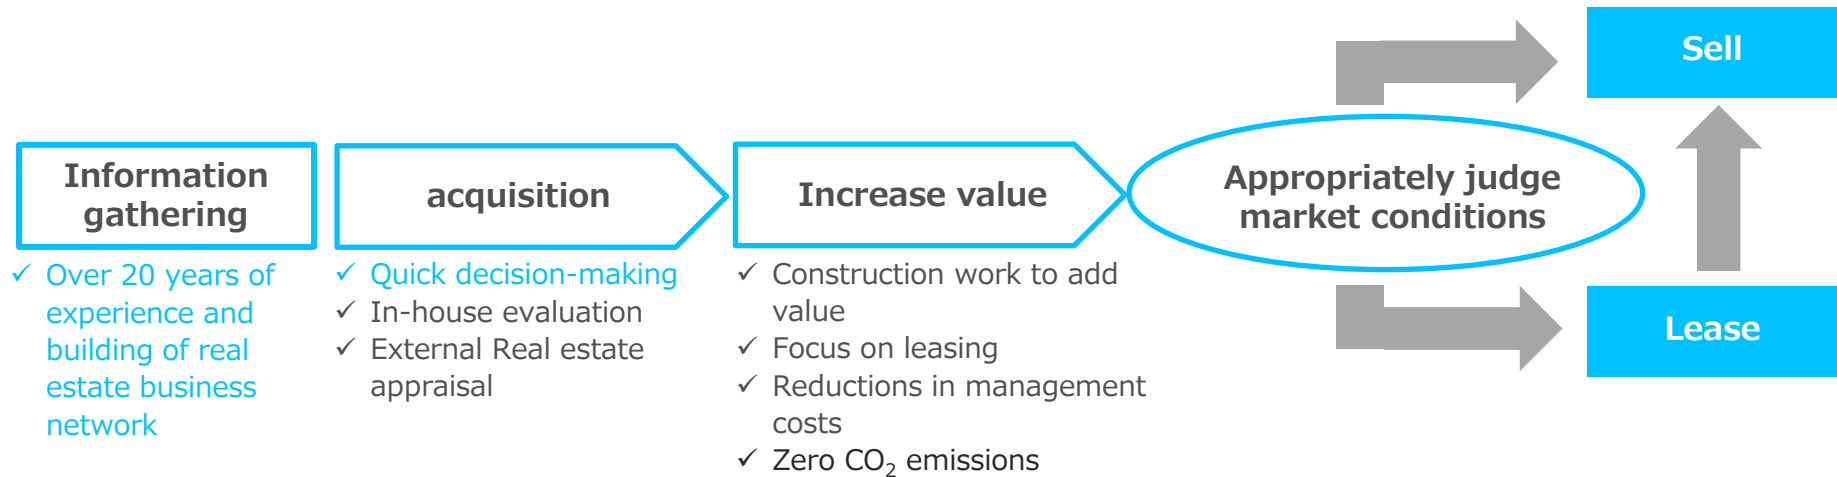 Information
gathering
✓ Over 20 years of
experience and
building of real
estate business
network
acquisition
✓ Quick decision-making
✓ In-house evaluation
✓ External Real estate
appraisal
Increase value
✓ Construction work to add
value
✓ Focus on leasing
✓ Reductions in management
costs
✓ Zero CO₂ emissions
Appropriately judge
market conditions
Sell
Lease